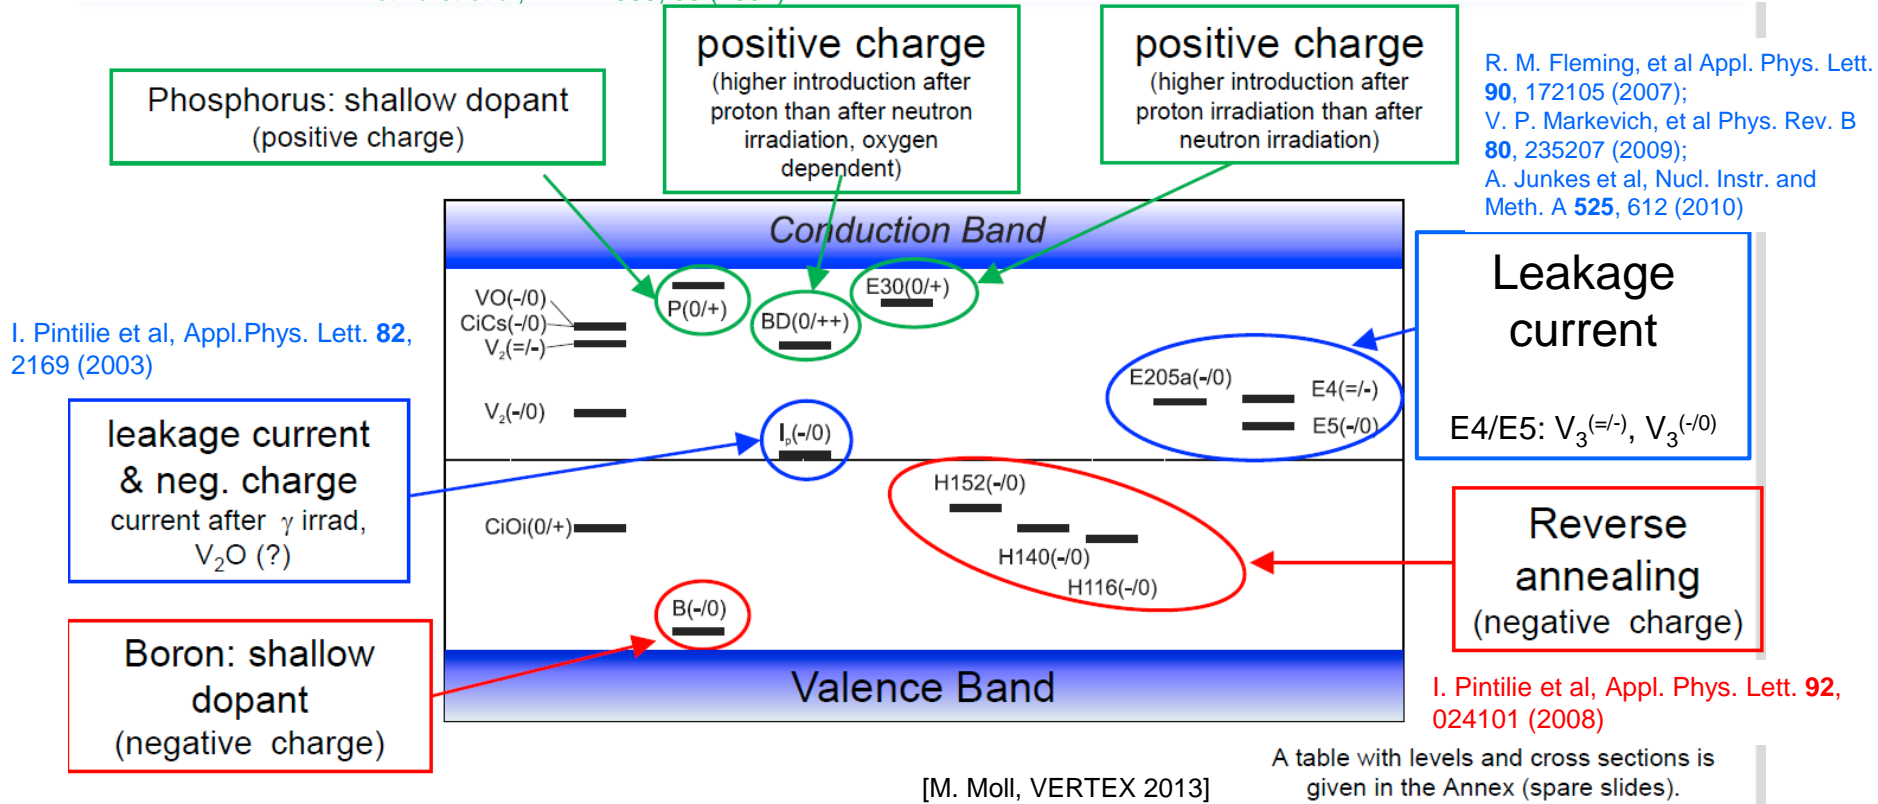 positive charge
(higher introduction after
proton than after neutron
irradiation, oxygen
dependent)
positive charge
(higher introduction after
proton irradiation than after
neutron irradiation)
R. M. Fleming, et al Appl. Phys. Lett.
90, 172105 (2007);
V. P. Markevich, et al Phys. Rev. B
80, 235207 (2009);
A. Junkes et al, Nucl. Instr. and
Meth. A 525, 612 (2010)
Phosphorus: shallow dopant
(positive charge)
Conduction Band
VO(-/0)
CiCs(-/0)
V2(=/-)
P(0/+)
BD(0/++)
E30(0/+)
Leakage
current
E4/E5: V3(=/-), V3(-/0)
I. Pintilie et al, Appl.Phys. Lett. 82,
2169 (2003)
E205a(-/0)
E4(=/-)
E5(-/0)
V2(-/0)
Ip(-/0)
leakage current
& neg. charge
current after γ irrad,
V2O (?)
H152(-/0)
H140(-/0)
H116(-/0)
CiOi(0/+)
Reverse
annealing
(negative charge)
B(-/0)
Boron: shallow
dopant
(negative charge)
Valence Band
I. Pintilie et al, Appl. Phys. Lett. 92,
024101 (2008)
A table with levels and cross sections is
given in the Annex (spare slides).
[M. Moll, VERTEX 2013]